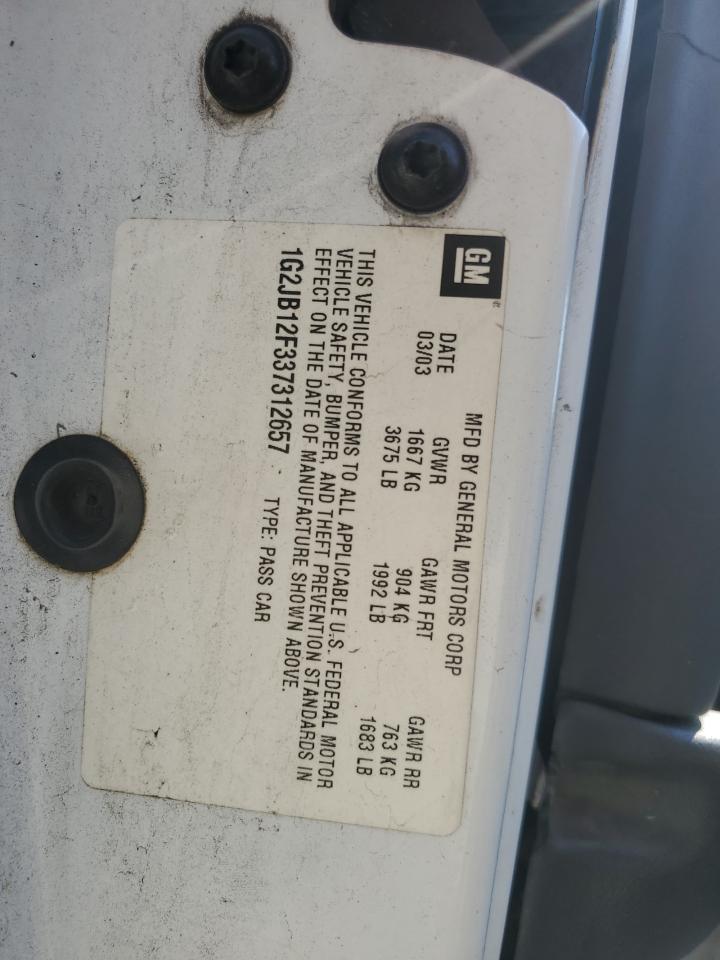 GM
MFD BY GENERAL MOTORS CORP
DATE GVWR GAWR FRT GAWR RR
03/03 1667 KG 904 KG 763 KG
3675 LB 1992 LB 1683 LB
THIS VEHICLE CONFORMS TO ALL APPLICABLE U.S. FEDERAL MOTOR
VEHICLE SAFETY, BUMPER, AND THEFT PREVENTION STANDARDS IN
EFFECT ON THE DATE OF MANUFACTURE SHOWN ABOVE.
1G2JB12F337312657 TYPE: PASS CAR